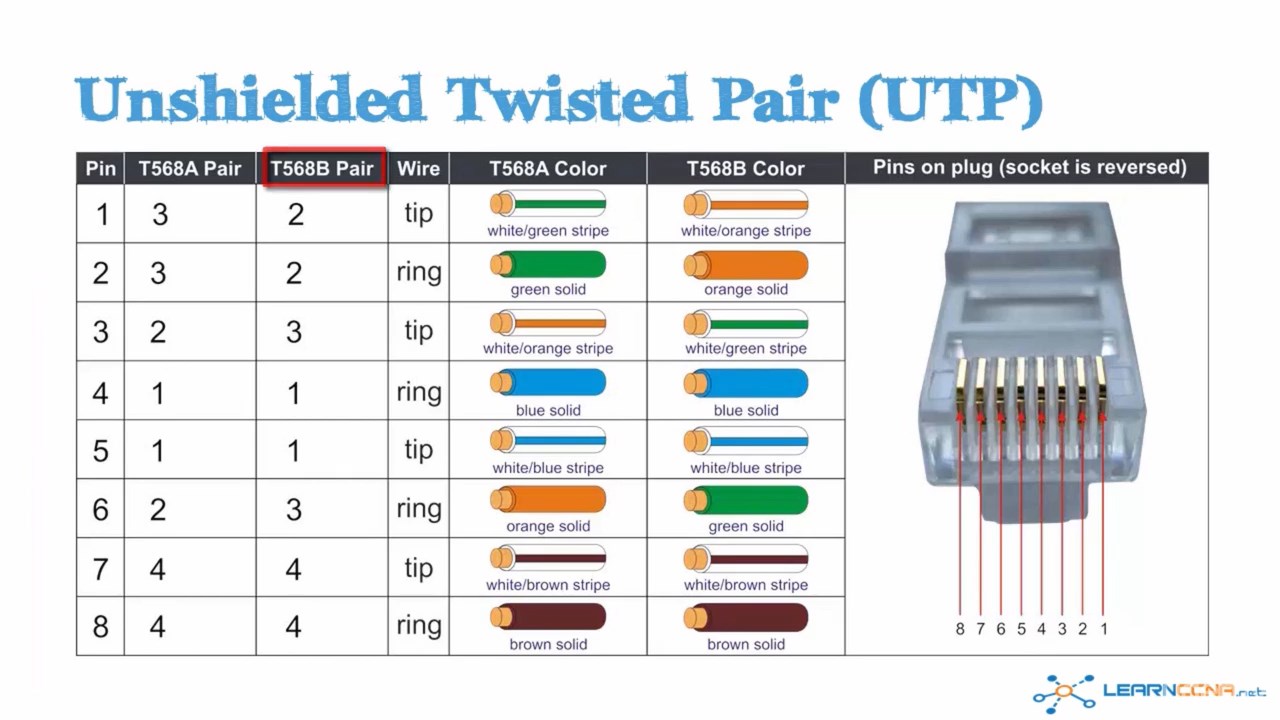 Unshielded Twisted Pair (UTP)
Pin T568A Pair T568B Pair Wire T568A Color T568B Color Pins on plug (socket is reversed)
1 3 2 tip white/green stripe white/orange stripe
2 3 2 ring green solid orange solid
3 2 3 tip white/orange stripe white/green stripe
4 1 1 ring blue solid blue solid
5 1 1 tip white/blue stripe white/blue stripe
6 2 3 ring orange solid green solid
7 4 4 tip white/brown stripe white/brown stripe
8 4 4 ring brown solid brown solid
8 7 6 5 4 3 2 1
LEARNCCNA.net